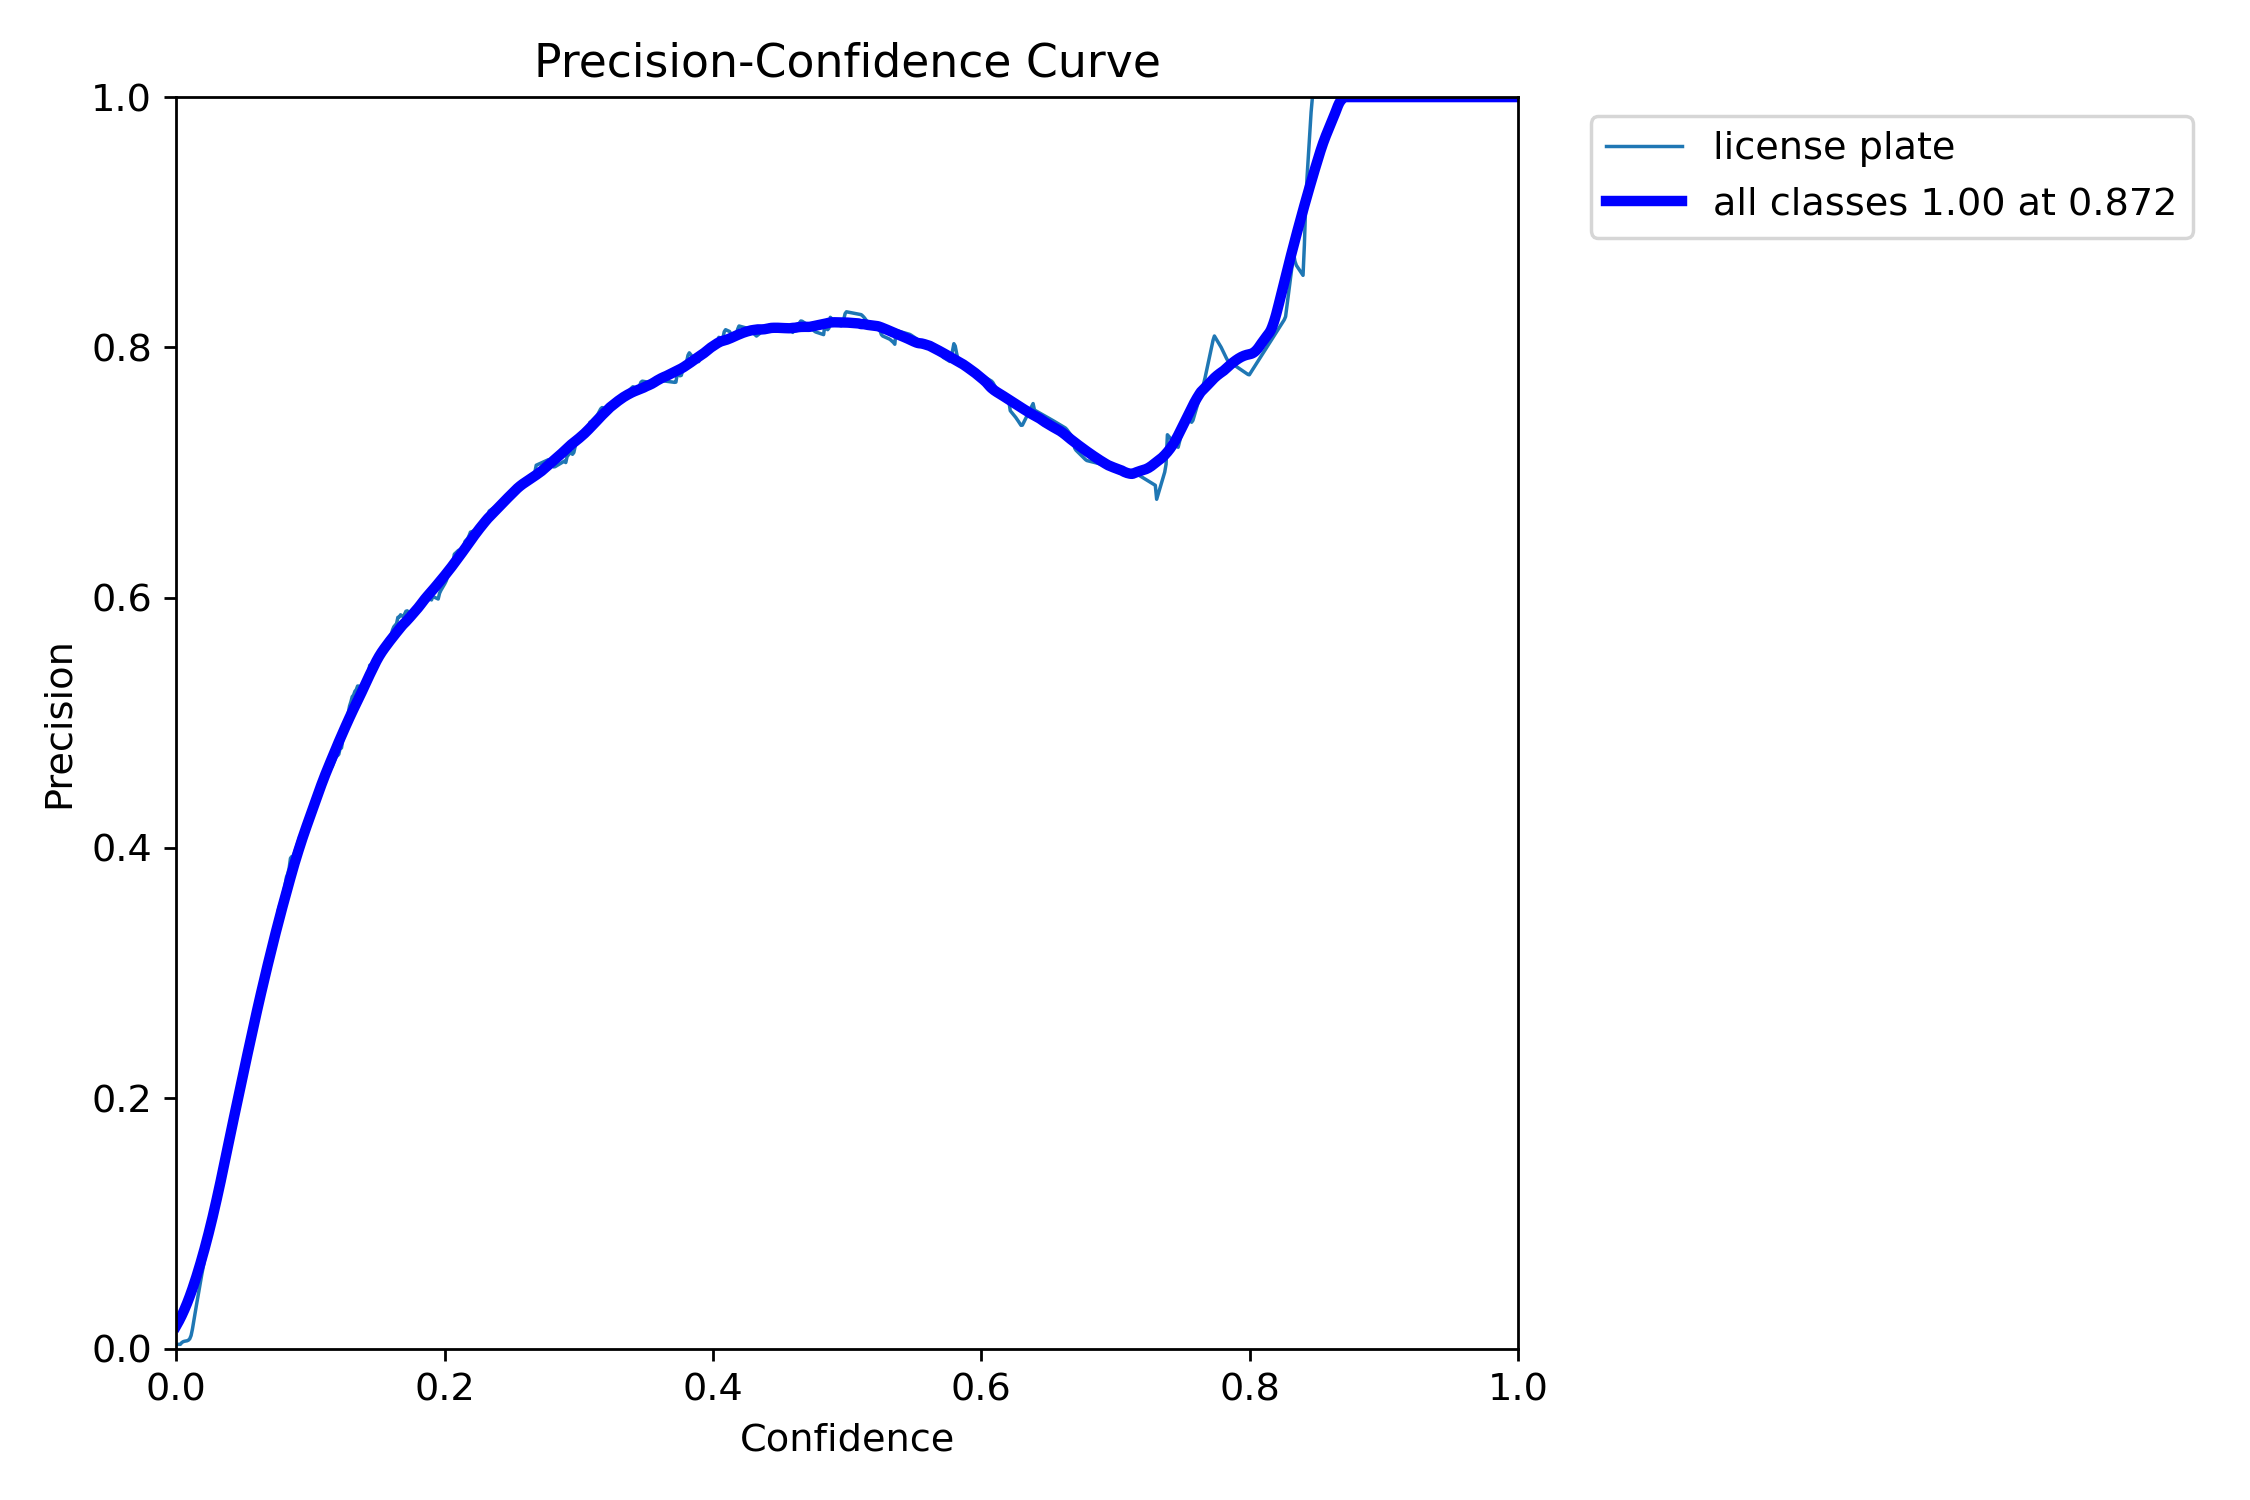 Precision-Confidence Curve
1.0
0.8
0.6
0.4
0.2
0.0
Precision
0.0 0.2 0.4 0.6 0.8 1.0
Confidence
license plate
all classes 1.00 at 0.872